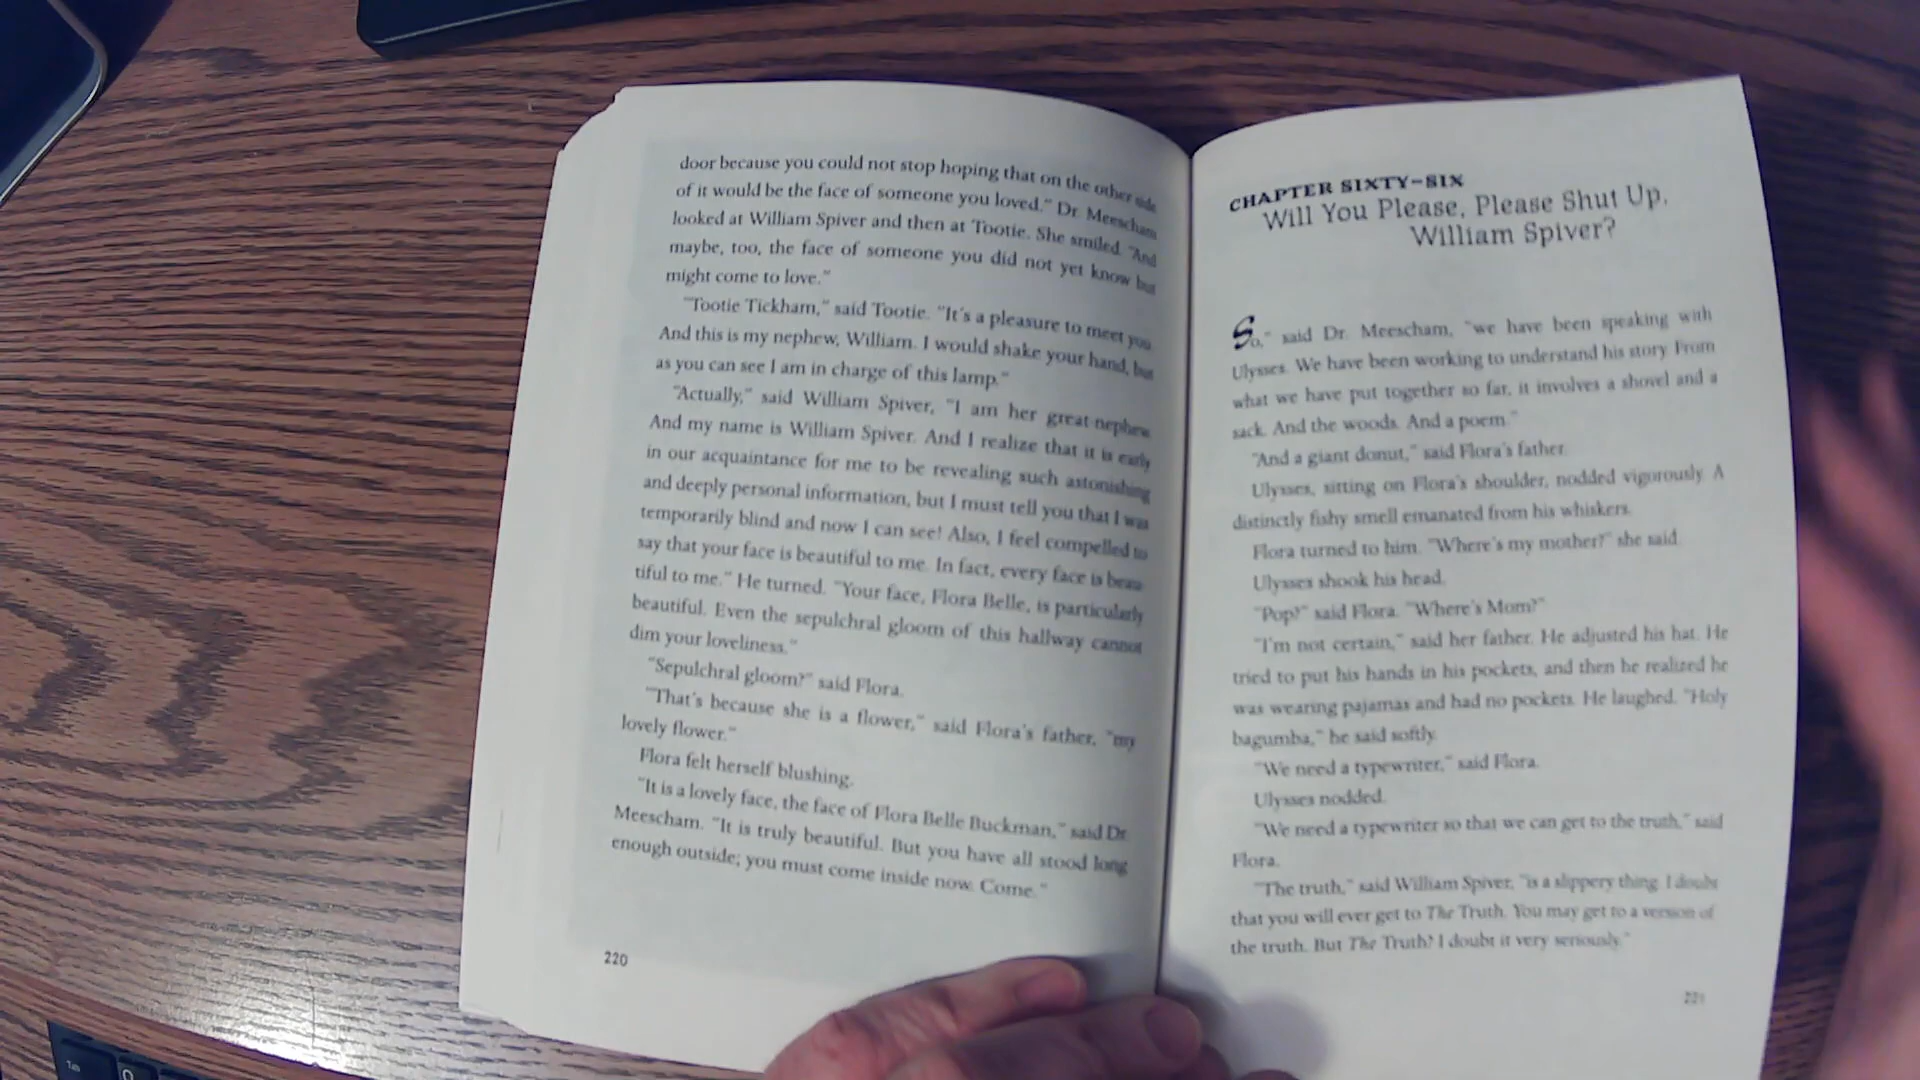 door because you could not stop hoping that on the other side
of it would be the face of someone you loved." Dr. Meescham
looked at William Spiver and then at Tootie. She smiled. "And
maybe, too, the face of someone you did not yet know but
might come to love."
"Tootie Tickham," said Tootie. "It's a pleasure to meet you
And this is my nephew, William. I would shake your hand, but
as you can see I am in charge of this lamp."
"Actually," said William Spiver, "I am her great-nephew
And my name is William Spiver. And I realize that it is early
in our acquaintance for me to be revealing such astonishing
and deeply personal information, but I must tell you that I was
temporarily blind and now I can see! Also, I feel compelled to
say that your face is beautiful to me. In fact, every face is beau
tiful to me." He turned. "Your face, Flora Belle, is particularly
beautiful. Even the sepulchral gloom of this hallway cannot
dim your loveliness."
"Sepulchral gloom?" said Flora.
"That's because she is a flower," said Flora's father, "my
lovely flower."
Flora felt herself blushing.
"It is a lovely face, the face of Flora Belle Buckman," said Dr.
Meescham. "It is truly beautiful. But you have all stood long
enough outside; you must come inside now. Come."
220
CHAPTER SIXTY-SIX
Will You Please, Please Shut Up,
William Spiver?
So," said Dr. Meescham, "we have been speaking with
Ulysses. We have been working to understand his story. From
what we have put together so far, it involves a shovel and a
sack. And the woods. And a poem."
"And a giant donut," said Flora's father.
Ulysses, sitting on Flora's shoulder, nodded vigorously. A
distinctly fishy smell emanated from his whiskers.
Flora turned to him. "Where's my mother?" she said.
Ulysses shook his head.
"Pop?" said Flora. "Where's Mom?"
"I'm not certain," said her father. He adjusted his hat. He
tried to put his hands in his pockets, and then he realized he
was wearing pajamas and had no pockets. He laughed. "Holy
bagumba," he said softly.
"We need a typewriter," said Flora.
Ulysses nodded.
"We need a typewriter so that we can get to the truth," said
Flora.
"The truth," said William Spiver, "is a slippery thing. I doubt
that you will ever get to The Truth. You may get to a version of
the truth. But The Truth? I doubt it very seriously."
221
Tab